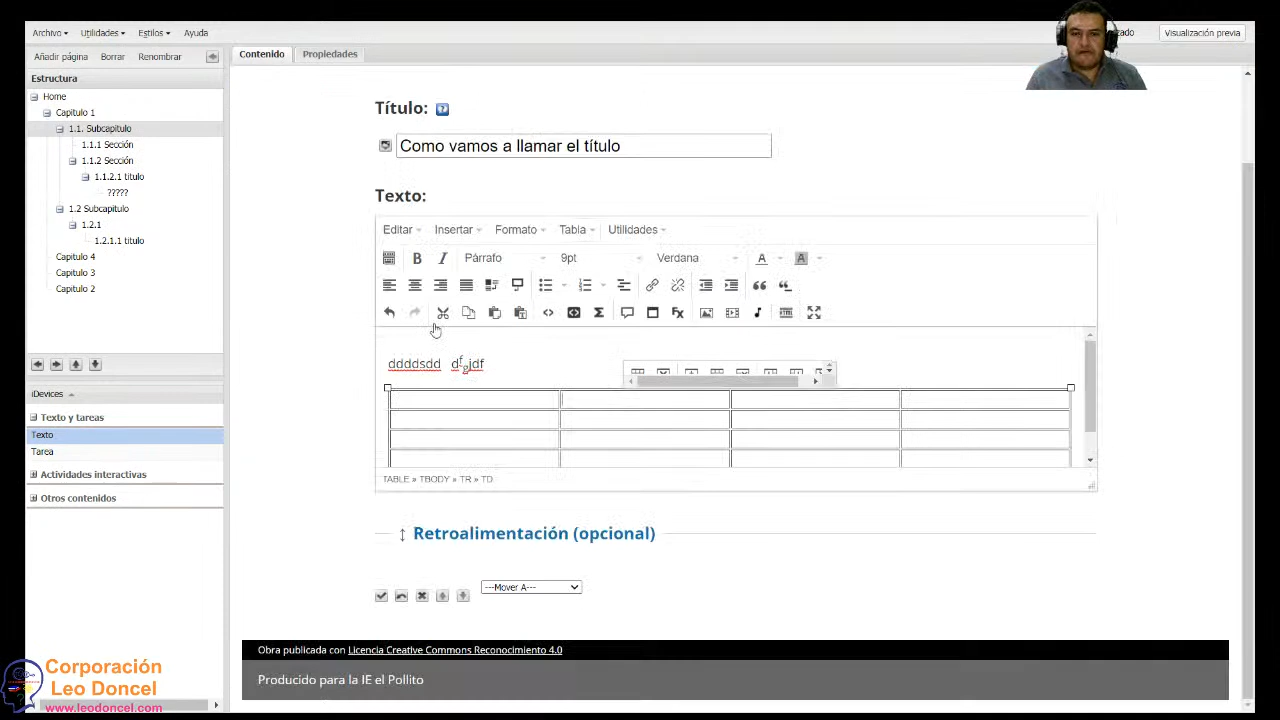 Archivo Utilidades Estilos Ayuda
Visualización previa
Añadir página Borrar Renombrar
Contenido Propiedades
Estructura
Home
Capitulo 1
1.1. Subcapitulo
1.1.1 Sección
1.1.2 Sección
1.1.2.1 titulo
?????
1.2 Subcapitulo
1.2.1
1.2.1.1 titulo
Capitulo 4
Capitulo 3
Capitulo 2
iDevices
Texto y tareas
Texto
Tarea
Actividades interactivas
Otros contenidos
Título:
Como vamos a llamar el título
Texto:
Editar Insertar Formato Tabla Utilidades
Párrafo 9pt Verdana
ddddsdd dfgjdf
TABLE » TBODY » TR » TD
Retroalimentación (opcional)
---Mover A---
Obra publicada con Licencia Creative Commons Reconocimiento 4.0
Producido para la IE el Pollito
Corporación
Leo Doncel
www.leodoncel.com